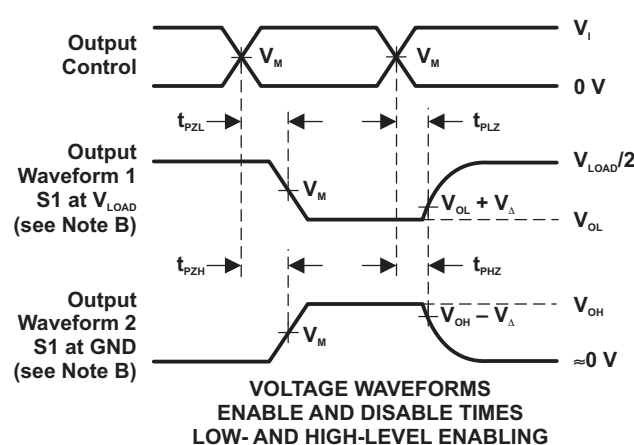 Output
Control
V_M
V_M
V_I
0 V
t_PZL
t_PLZ
Output
Waveform 1
S1 at V_LOAD
(see Note B)
V_M
V_OL + V_Δ
V_LOAD/2
V_OL
t_PZH
t_PHZ
Output
Waveform 2
S1 at GND
(see Note B)
V_M
V_OH − V_Δ
V_OH
≈0 V
VOLTAGE WAVEFORMS
ENABLE AND DISABLE TIMES
LOW- AND HIGH-LEVEL ENABLING